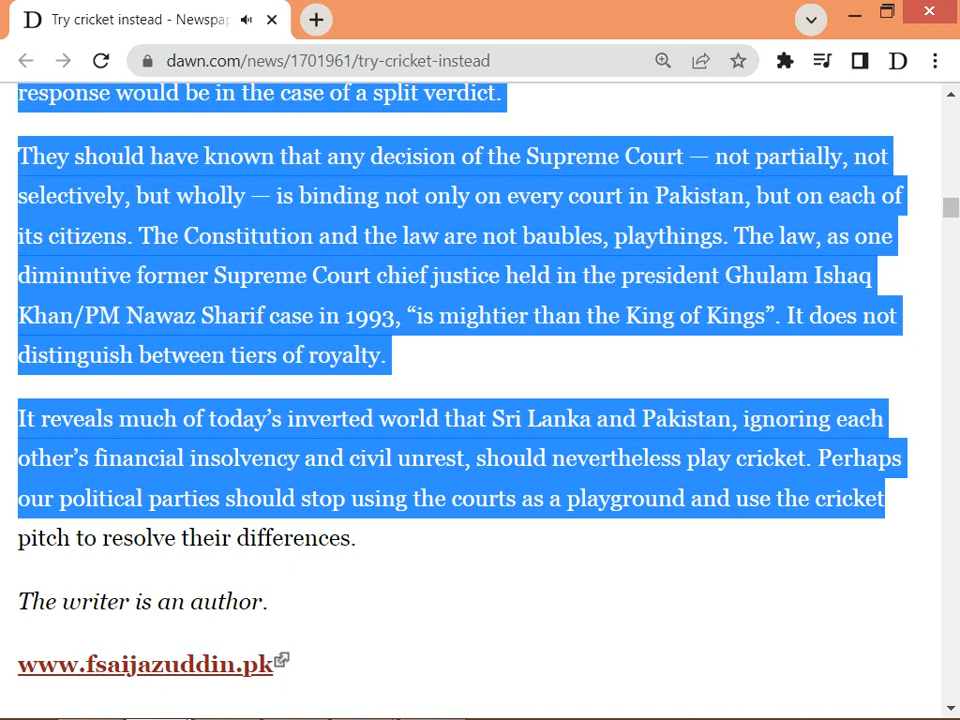 Try cricket instead - Newspap
dawn.com/news/1701961/try-cricket-instead
response would be in the case of a split verdict.
They should have known that any decision of the Supreme Court — not partially, not
selectively, but wholly — is binding not only on every court in Pakistan, but on each of
its citizens. The Constitution and the law are not baubles, playthings. The law, as one
diminutive former Supreme Court chief justice held in the president Ghulam Ishaq
Khan/PM Nawaz Sharif case in 1993, “is mightier than the King of Kings”. It does not
distinguish between tiers of royalty.
It reveals much of today’s inverted world that Sri Lanka and Pakistan, ignoring each
other’s financial insolvency and civil unrest, should nevertheless play cricket. Perhaps
our political parties should stop using the courts as a playground and use the cricket
pitch to resolve their differences.
The writer is an author.
www.fsaijazuddin.pk